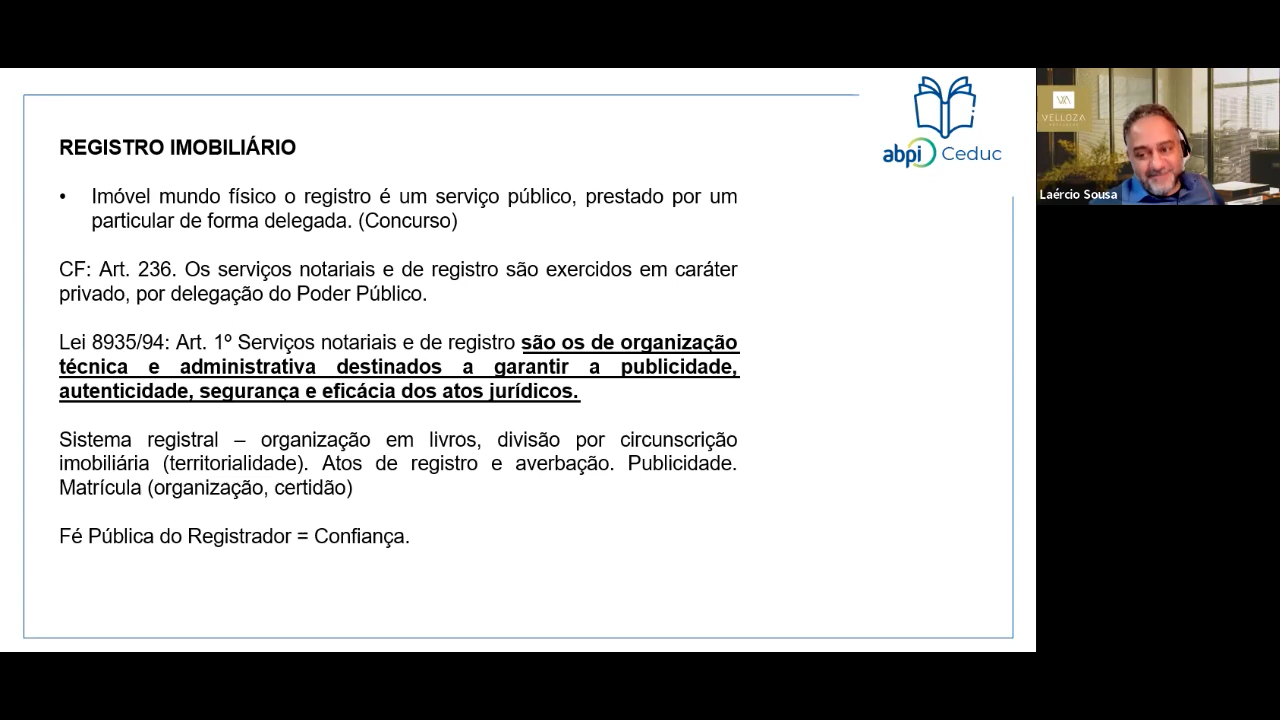 REGISTRO IMOBILIÁRIO
• Imóvel mundo físico o registro é um serviço público, prestado por um
particular de forma delegada. (Concurso)
CF: Art. 236. Os serviços notariais e de registro são exercidos em caráter
privado, por delegação do Poder Público.
Lei 8935/94: Art. 1º Serviços notariais e de registro são os de organização
técnica e administrativa destinados a garantir a publicidade,
autenticidade, segurança e eficácia dos atos jurídicos.
Sistema registral – organização em livros, divisão por circunscrição
imobiliária (territorialidade). Atos de registro e averbação. Publicidade.
Matrícula (organização, certidão)
Fé Pública do Registrador = Confiança.
abpi Ceduc
VELLOZA
Laércio Sousa